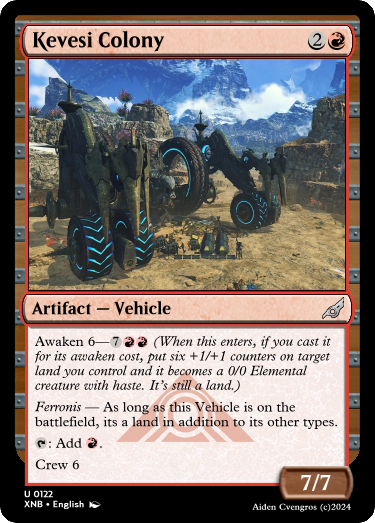 Kevesi Colony 2
Artifact — Vehicle
Awaken 6—7 (When this enters, if you cast it
for its awaken cost, put six +1/+1 counters on target
land you control and it becomes a 0/0 Elemental
creature with haste. It's still a land.)
Ferronis — As long as this Vehicle is on the
battlefield, its a land in addition to its other types.
: Add .
Crew 6
7/7
U 0122
XNB • English
Aiden Cvengros (c)2024